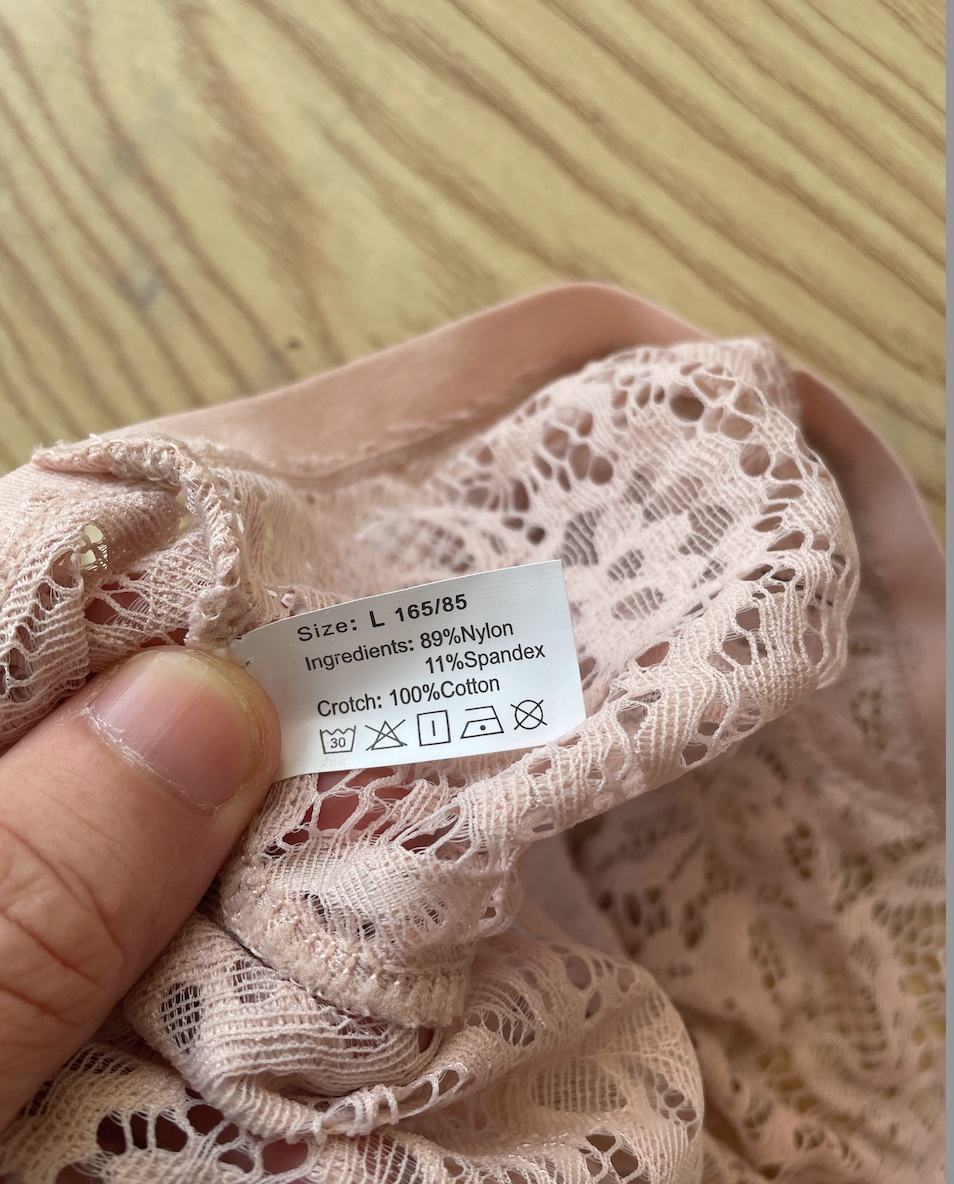 Size: L 165/85
Ingredients: 89%Nylon
11%Spandex
Crotch: 100%Cotton
30